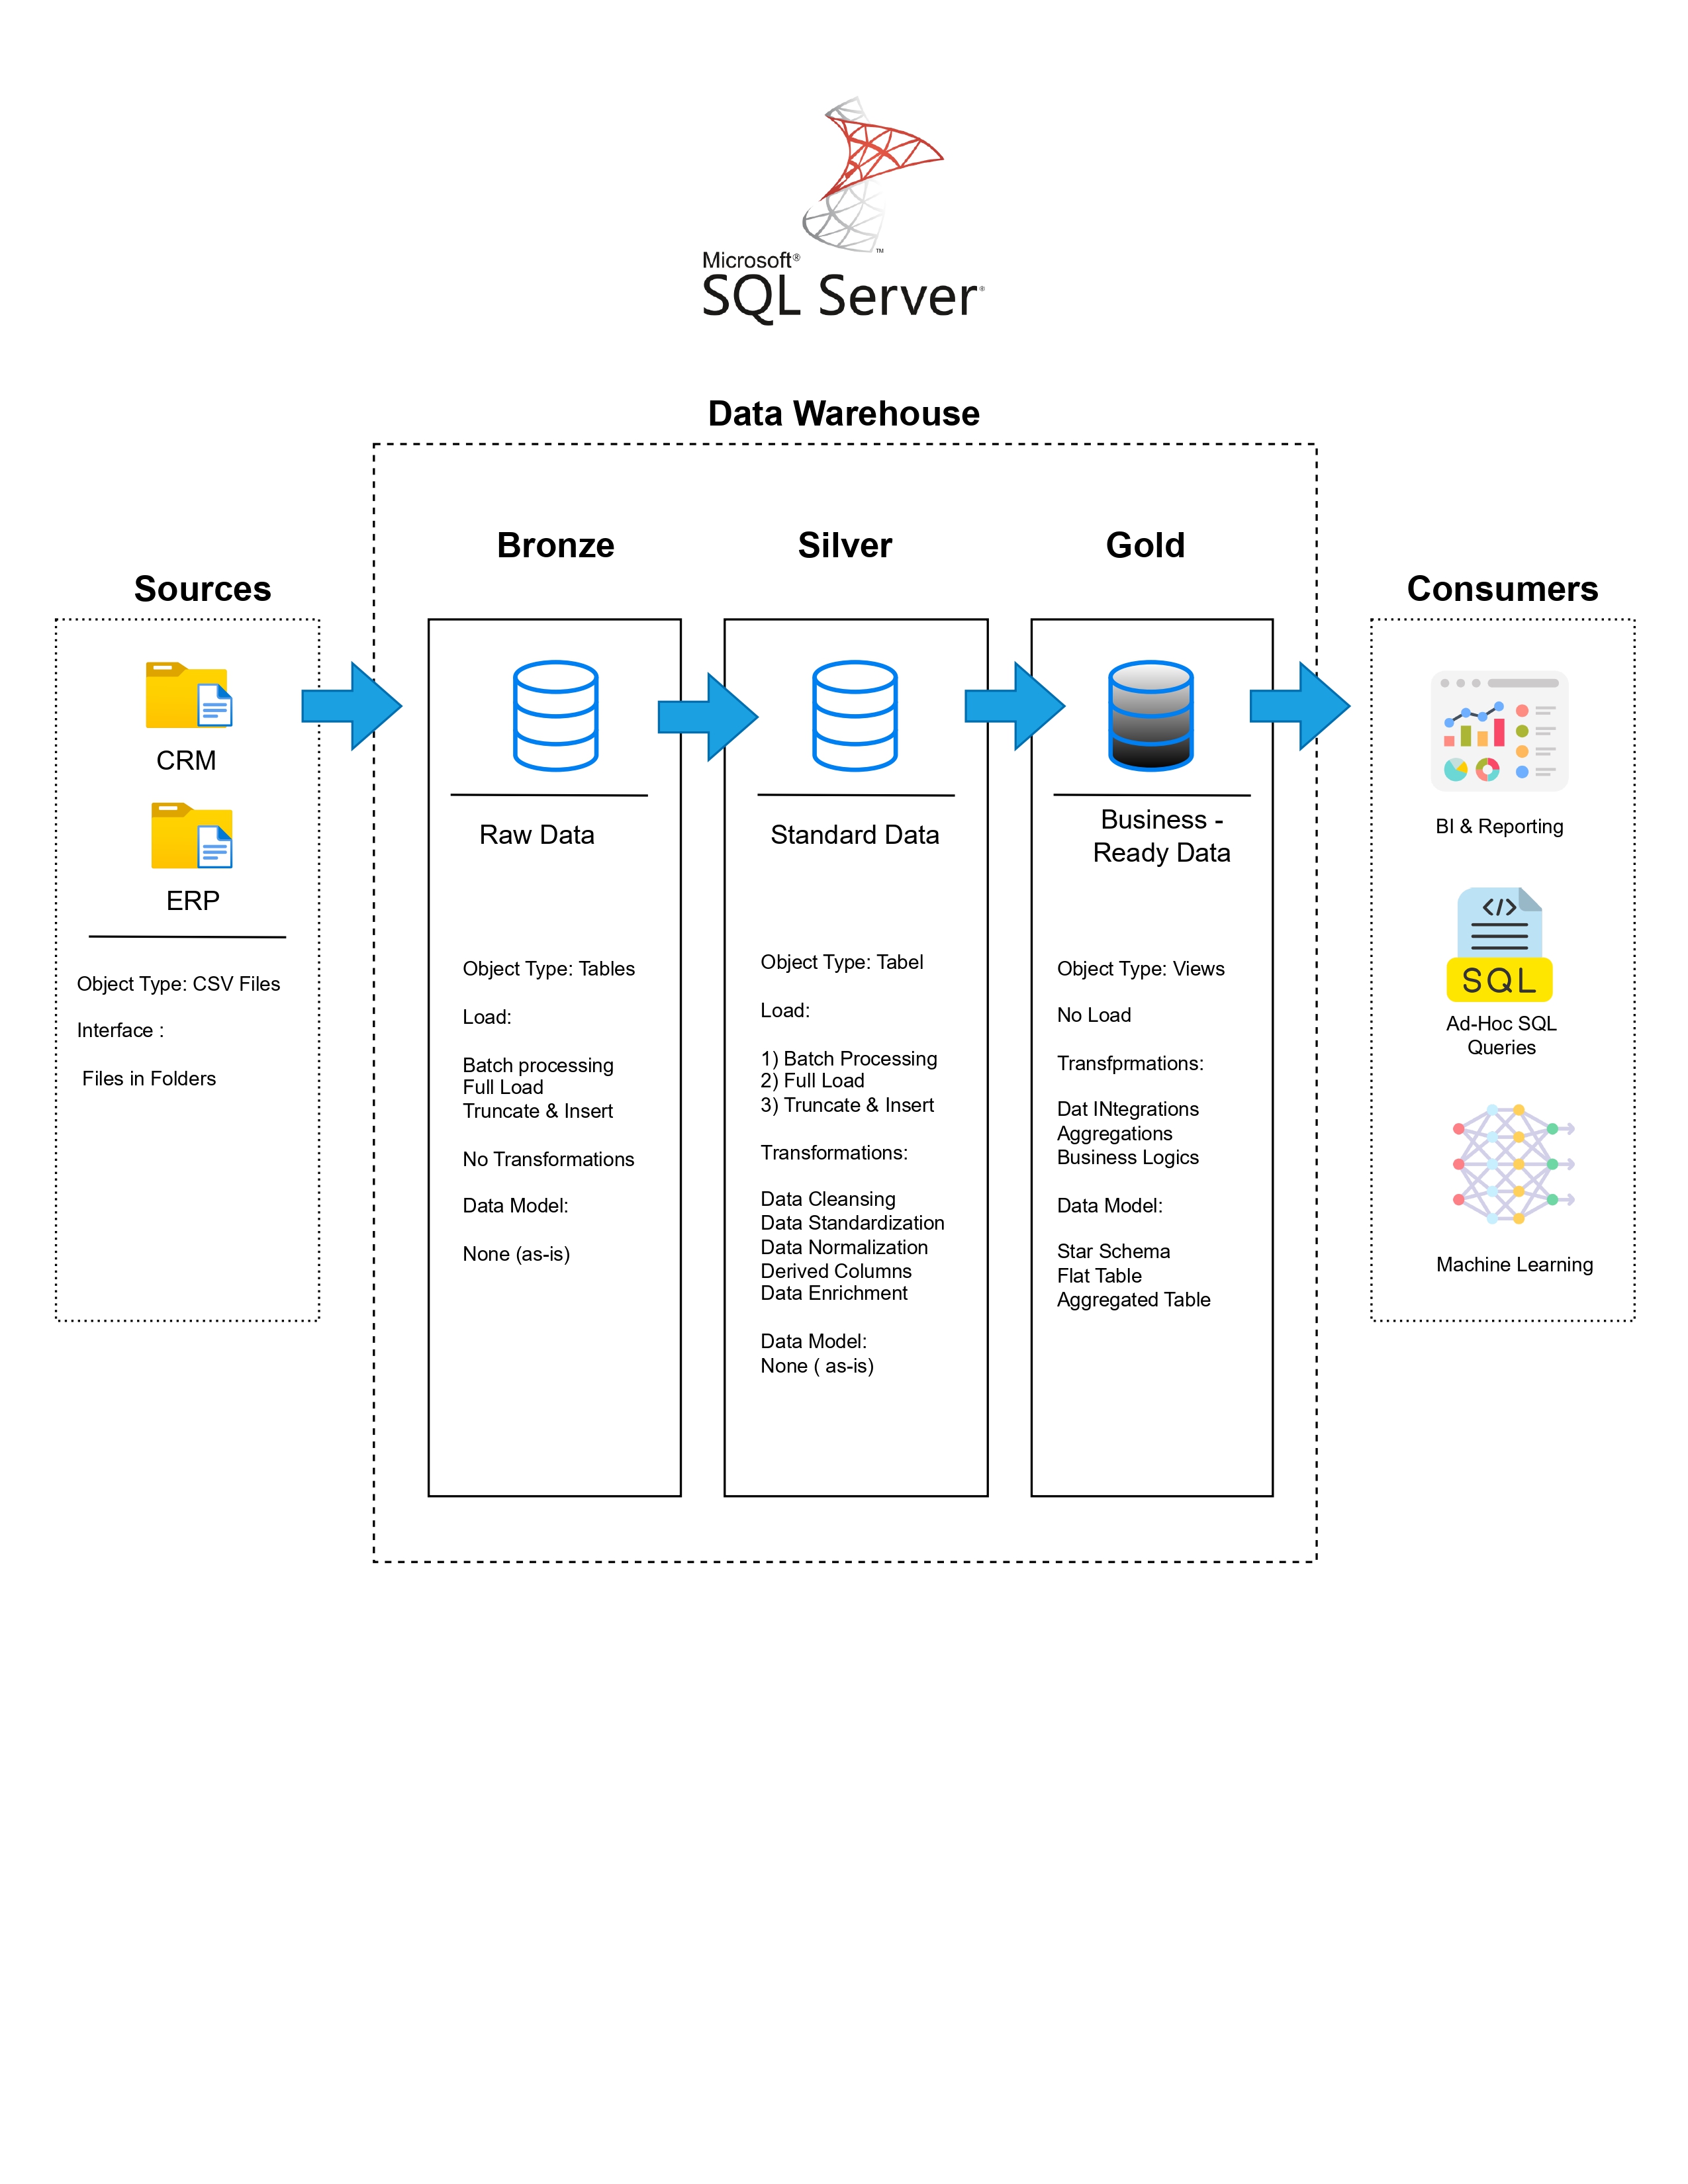 Microsoft®
SQL Server®
™
Data Warehouse
Bronze
Silver
Gold
Sources
Consumers
CRM
ERP
Object Type: CSV Files
Interface :
Files in Folders
Raw Data
Object Type: Tables
Load:
Batch processing
Full Load
Truncate & Insert
No Transformations
Data Model:
None (as-is)
Standard Data
Object Type: Tabel
Load:
1) Batch Processing
2) Full Load
3) Truncate & Insert
Transformations:
Data Cleansing
Data Standardization
Data Normalization
Derived Columns
Data Enrichment
Data Model:
None ( as-is)
Business -
Ready Data
Object Type: Views
No Load
Transfprmations:
Dat INtegrations
Aggregations
Business Logics
Data Model:
Star Schema
Flat Table
Aggregated Table
BI & Reporting
</>
SQL
Ad-Hoc SQL
Queries
Machine Learning